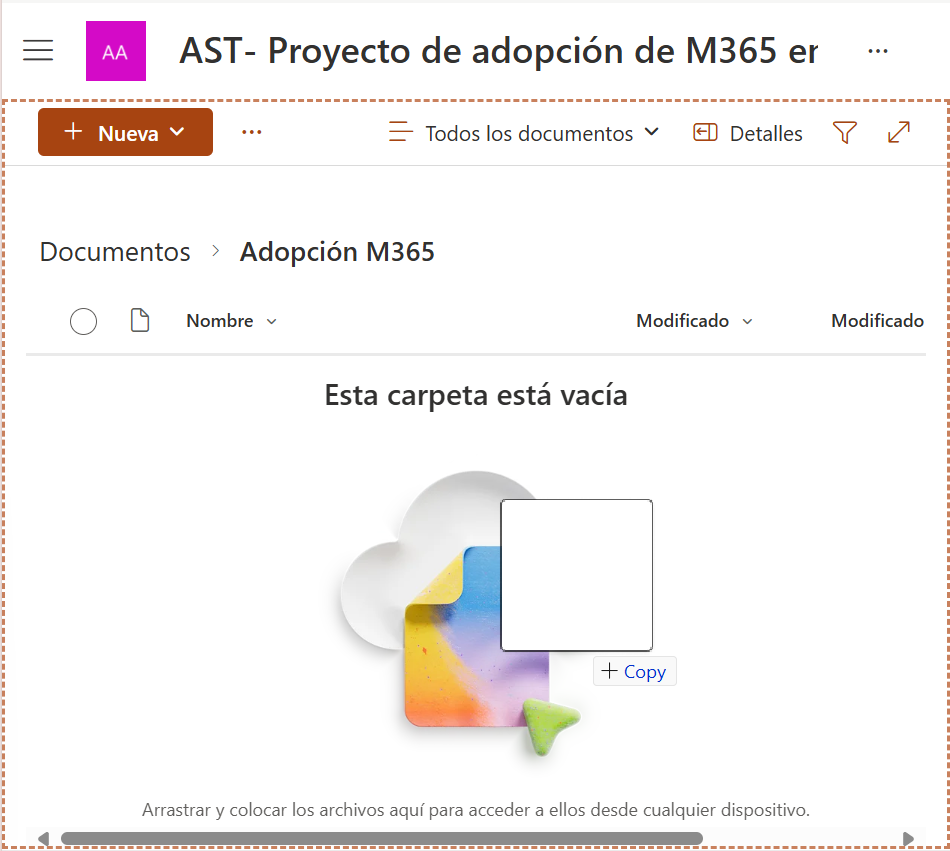 AA
AST- Proyecto de adopción de M365 en
Nueva
Todos los documentos
Detalles
Documentos > Adopción M365
Nombre
Modificado
Modificado
Esta carpeta está vacía
+ Copy
Arrastrar y colocar los archivos aquí para acceder a ellos desde cualquier dispositivo.